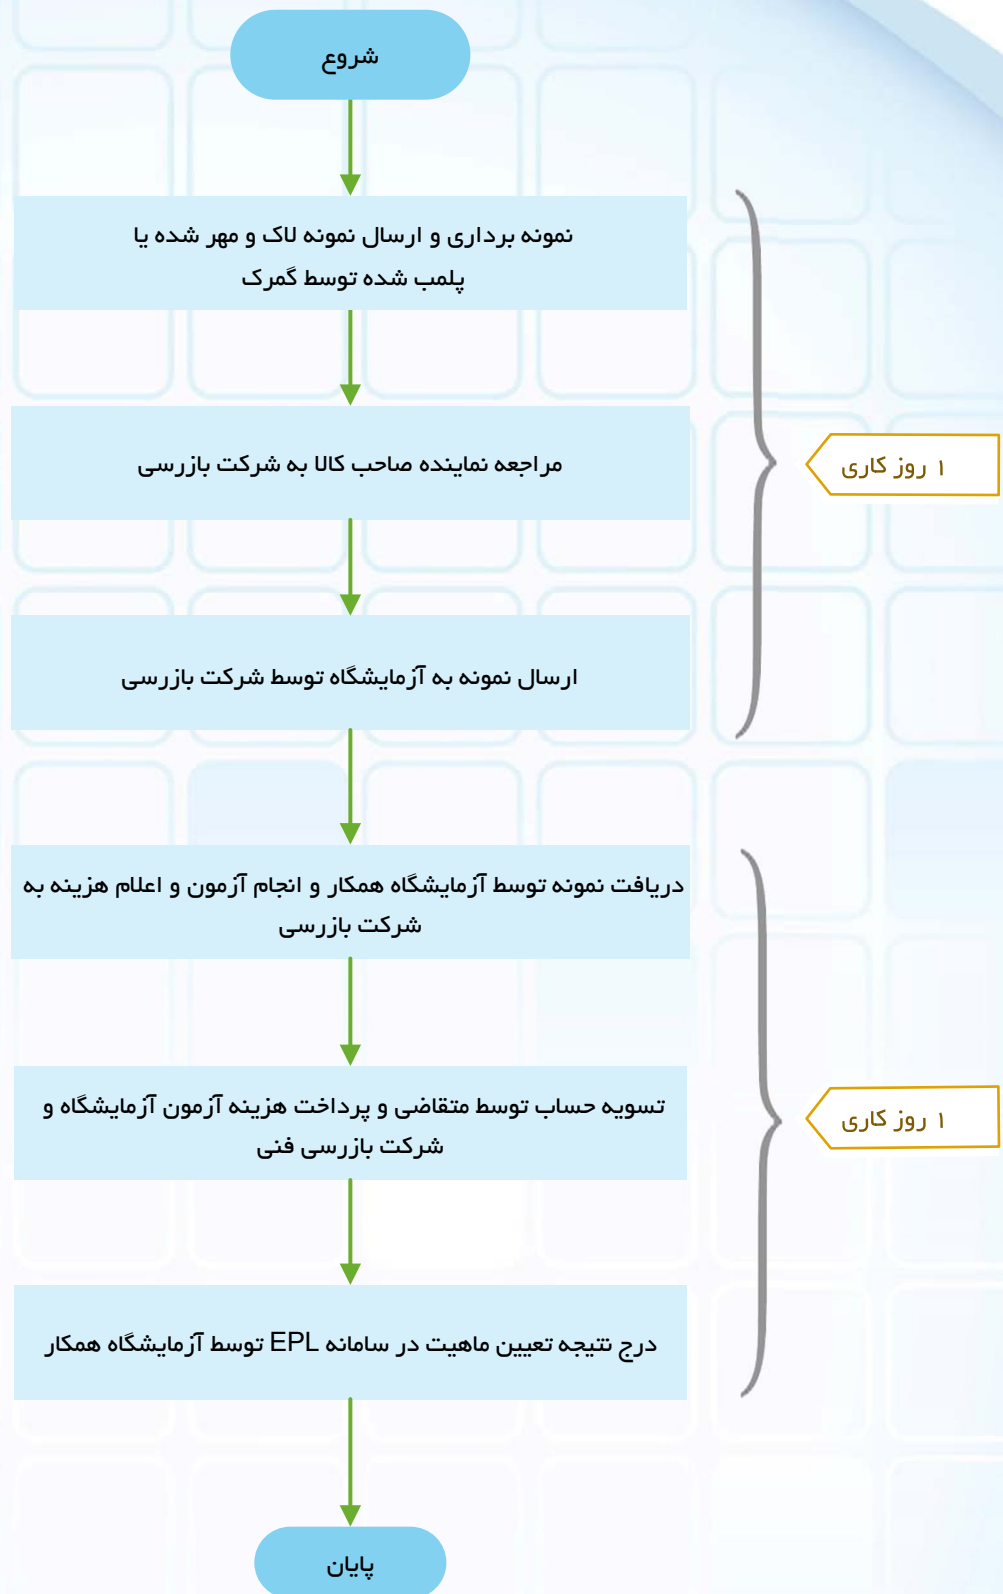 شروع
نمونه برداری و ارسال نمونه لاک و مهر شده یا
پلمب شده توسط گمرک
مراجعه نماینده صاحب کالا به شرکت بازرسی
۱ روز کاری
ارسال نمونه به آزمایشگاه توسط شرکت بازرسی
دریافت نمونه توسط آزمایشگاه همکار و انجام آزمون و اعلام هزینه به
شرکت بازرسی
تسویه حساب توسط متقاضی و پرداخت هزینه آزمون آزمایشگاه و
شرکت بازرسی فنی
۱ روز کاری
درج نتیجه تعیین ماهیت در سامانه EPL توسط آزمایشگاه همکار
پایان